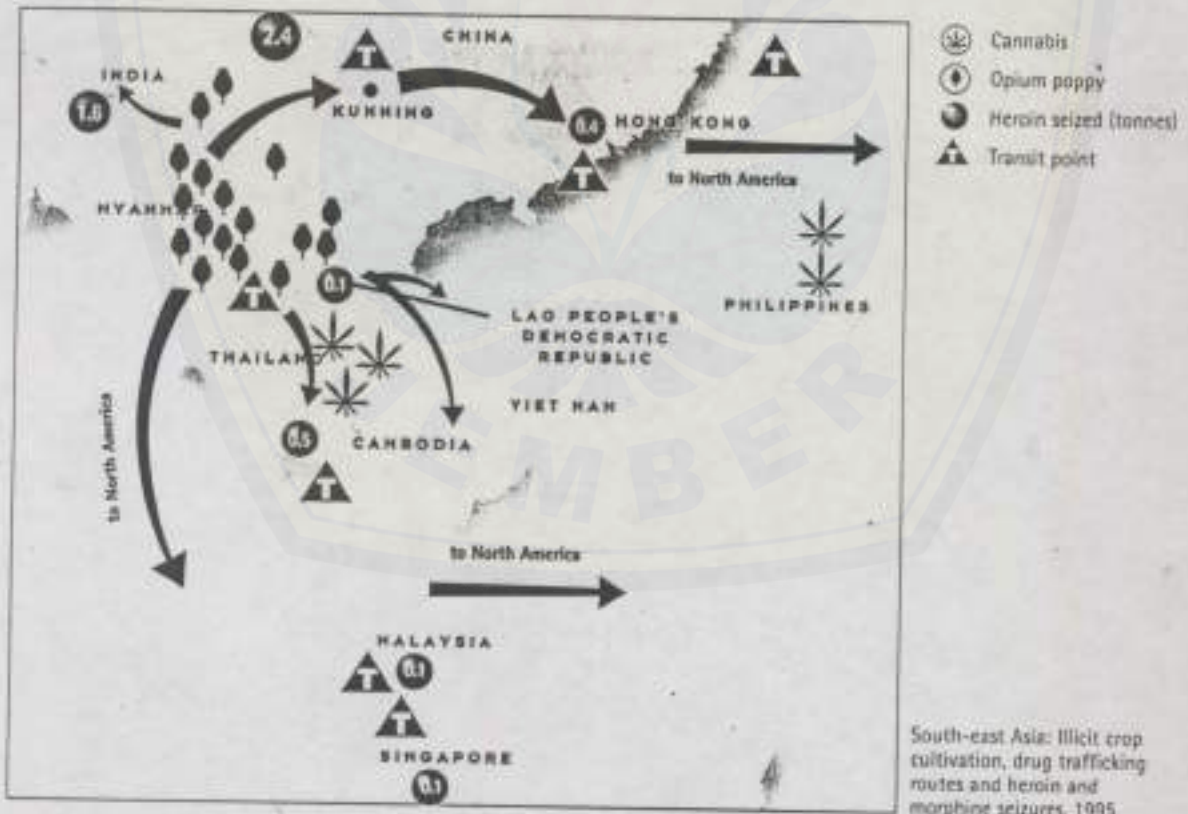 2.4
T
CHINA
T
INDIA
1.6
KUNNING
0.4 HONG KONG
T
to North America
MYANMAR
PHILIPPINES
T
0.1
LAO PEOPLE'S
DEMOCRATIC
REPUBLIC
THAILAND
VIET NAM
0.5
CAMBODIA
T
to North America
to North America
MALAYSIA
T
0.1
T
SINGAPORE
0.1
Cannabis
Opium poppy
Heroin seized (tonnes)
T
Transit point
South-east Asia: Illicit crop
cultivation, drug trafficking
routes and heroin and
morphine seizures, 1995
EMBER